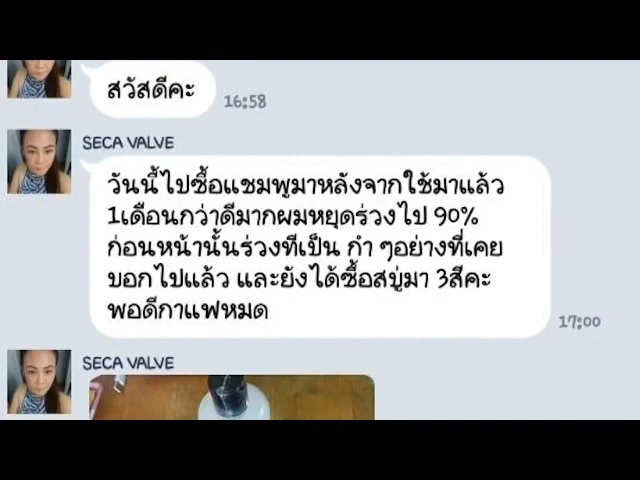 สวัสดีคะ
16:58
SECA VALVE
วันนี้ไปซื้อแชมพูมาหลังจากใช้มาแล้ว
1เดือนกว่าดีมากผมหยุดร่วงไป 90%
ก่อนหน้านั้นร่วงทีเป็น กำ ๆอย่างที่เคย
บอกไปแล้ว และยังได้ซื้อสบู่มา 3สีคะ
พอดีกาแฟหมด
17:00
SECA VALVE